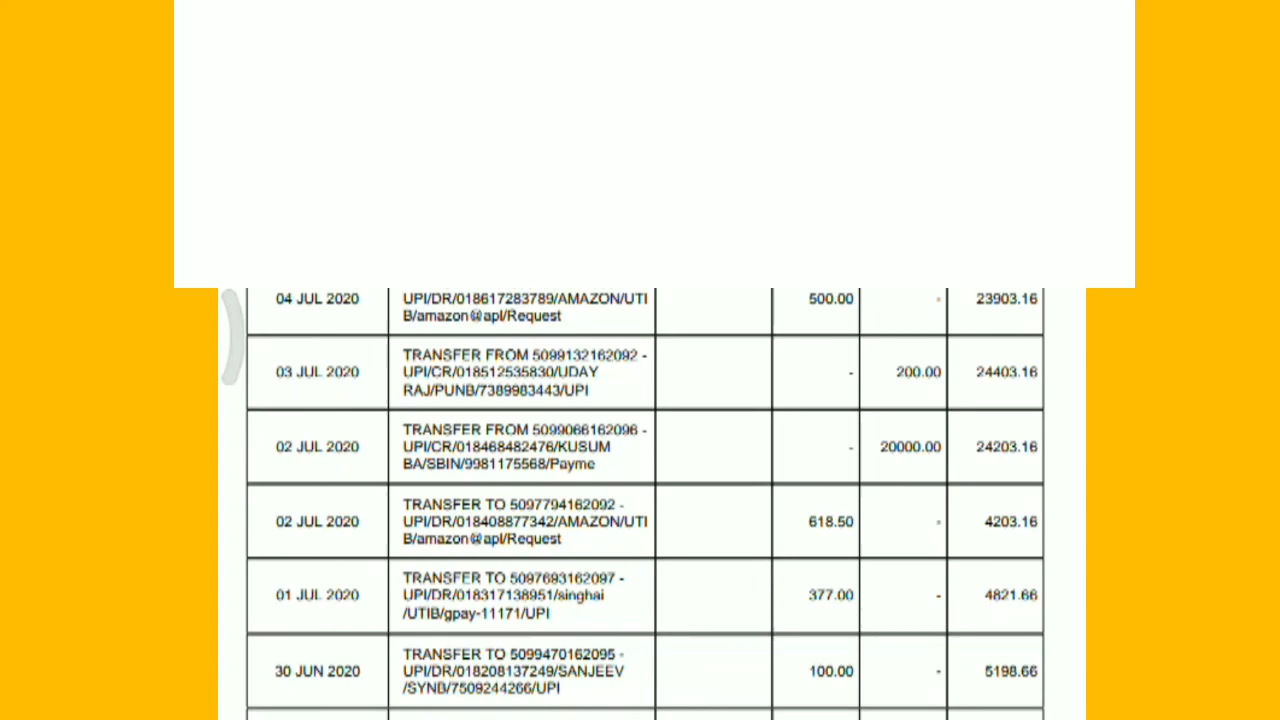 04 JUL 2020
UPI/DR/018617283789/AMAZON/UTI
B/amazon@apl/Request
500.00
-
23903.16
03 JUL 2020
TRANSFER FROM 5099132162092 -
UPI/CR/018512535830/UDAY
RAJ/PUNB/7389983443/UPI
-
200.00
24403.16
02 JUL 2020
TRANSFER FROM 5099066162096 -
UPI/CR/018468482476/KUSUM
BA/SBIN/9981175568/Payme
-
20000.00
24203.16
02 JUL 2020
TRANSFER TO 5097794162092 -
UPI/DR/018408877342/AMAZON/UTI
B/amazon@apl/Request
618.50
-
4203.16
01 JUL 2020
TRANSFER TO 5097693162097 -
UPI/DR/018317138951/singhai
/UTIB/gpay-11171/UPI
377.00
-
4821.66
30 JUN 2020
TRANSFER TO 5099470162095 -
UPI/DR/018208137249/SANJEEV
/SYNB/7509244266/UPI
100.00
-
5198.66